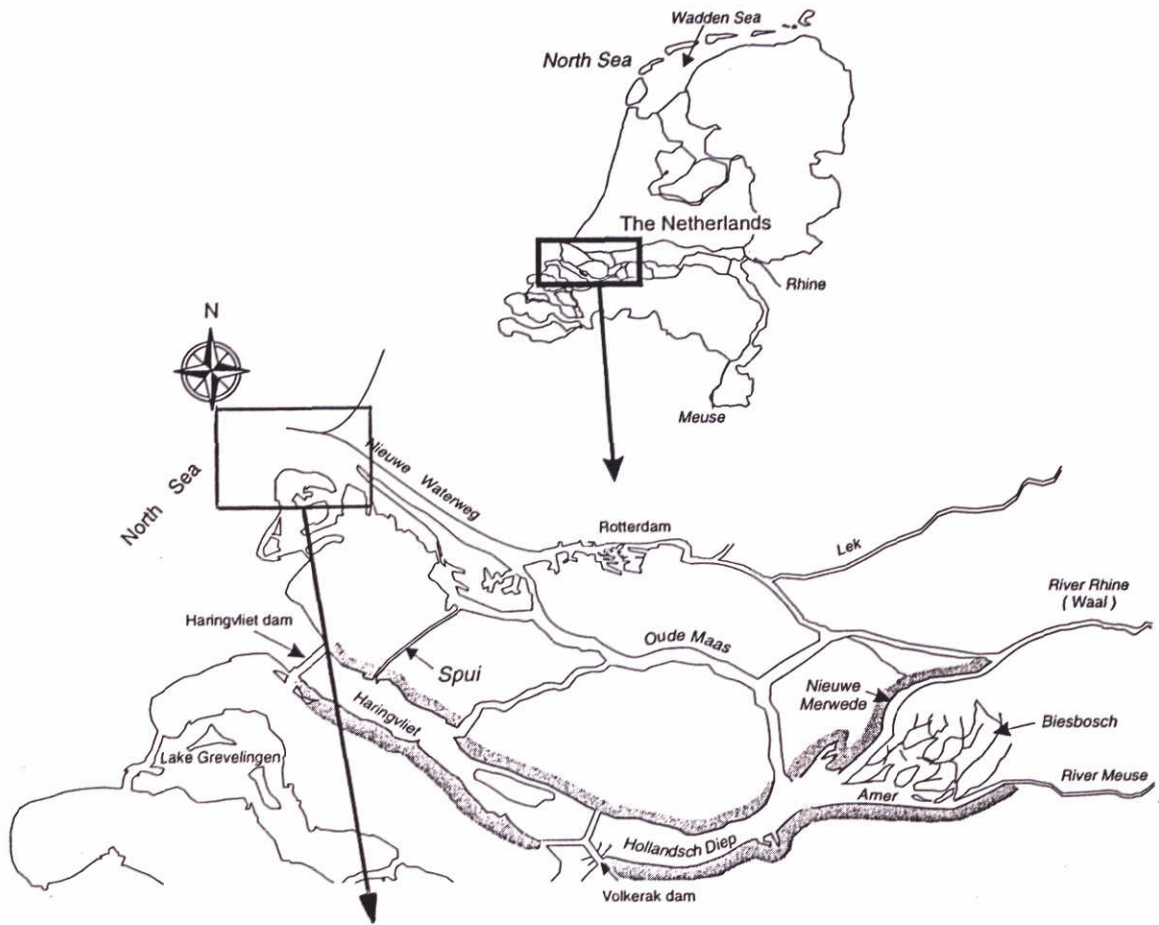 Wadden Sea
North Sea
The Netherlands
Rhine
Meuse
N
North Sea
Nieuwe Waterweg
Rotterdam
Lek
River Rhine
( Waal )
Haringvliet dam
Oude Maas
Spui
Nieuwe
Merwede
Haringvliet
Biesbosch
Lake Grevelingen
River Meuse
Amer
Hollandsch Diep
Volkerak dam